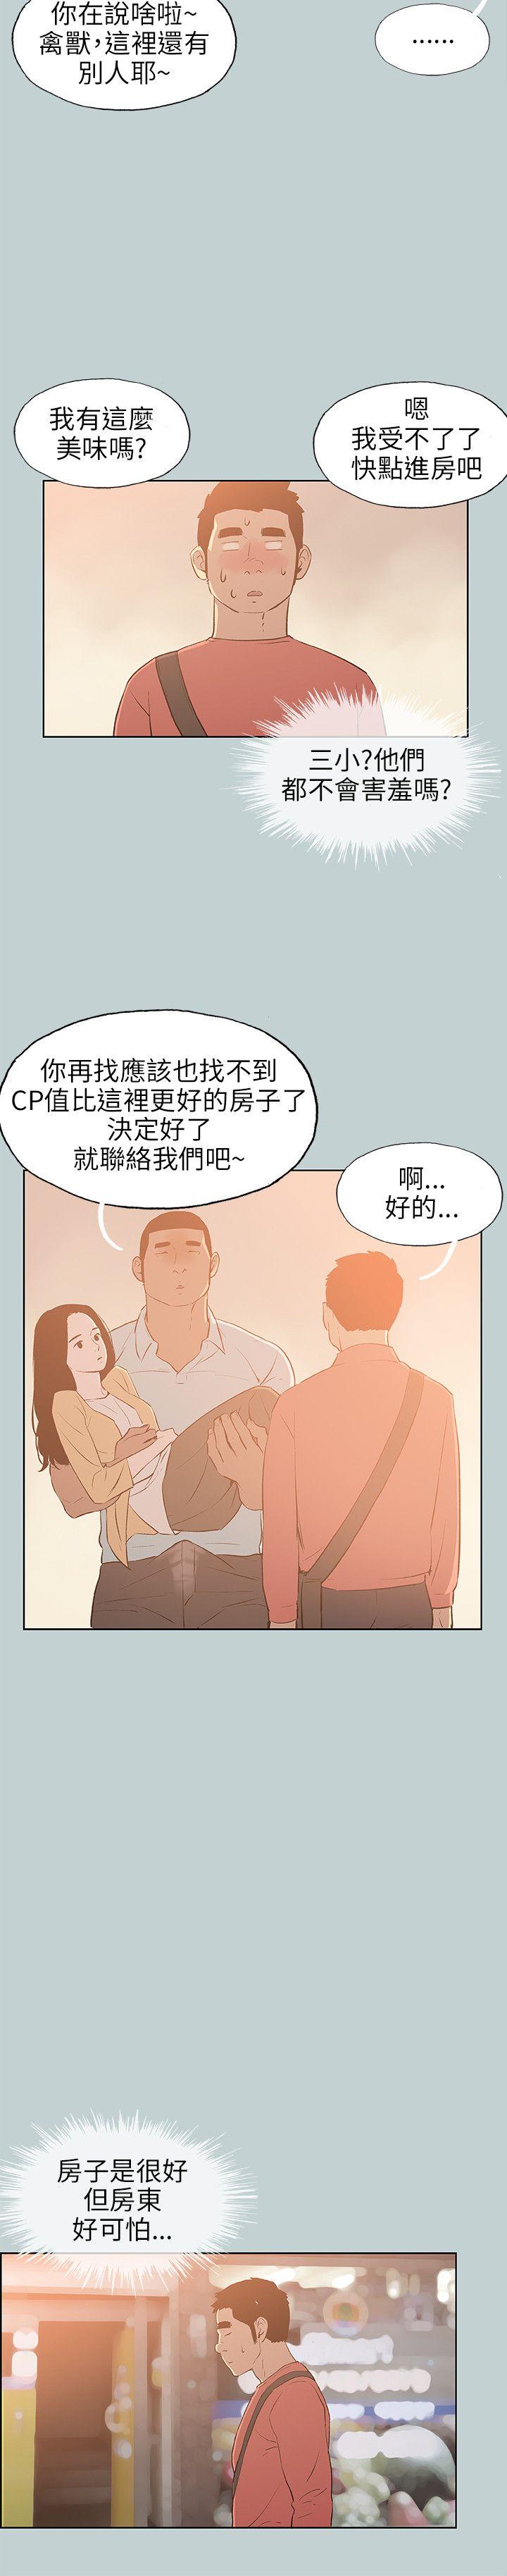 你在說啥啦~
禽獸,這裡還有
別人耶~
......
我有這麼
美味嗎?
嗯
我受不了了
快點進房吧
三小?他們
都不會害羞嗎?
你再找應該也找不到
CP值比這裡更好的房子了
決定好了
就聯絡我們吧~
啊...
好的...
房子是很好
但房東
好可怕...